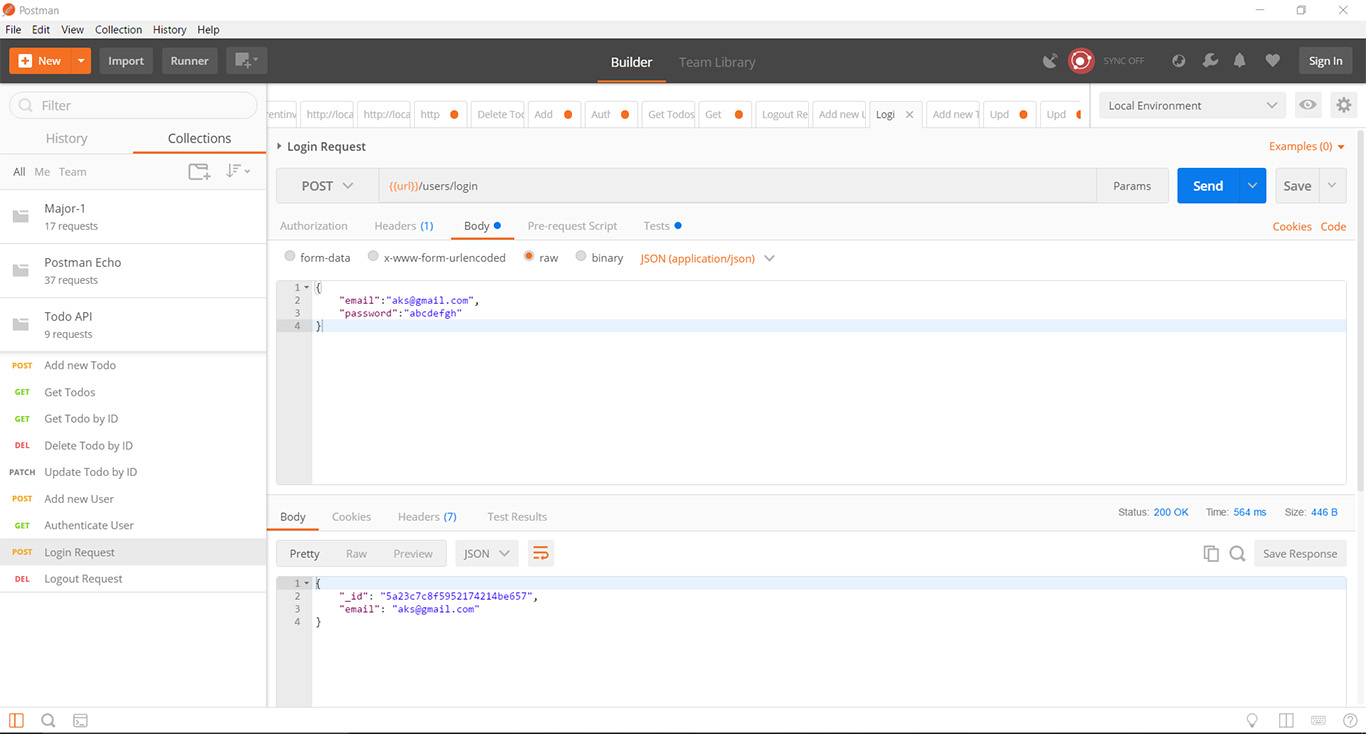 Postman
File Edit View Collection History Help
New Import Runner Builder Team Library SYNC OFF Sign In
Filter
History Collections
All Me Team
Major-1
17 requests
Postman Echo
37 requests
Todo API
9 requests
POST Add new Todo
GET Get Todos
GET Get Todo by ID
DEL Delete Todo by ID
PATCH Update Todo by ID
POST Add new User
GET Authenticate User
POST Login Request
DEL Logout Request
rentinv http://loca http://loca http Delete Too Add Auth Get Todos Get Logout Re Add new U Logi Add new T Upd Upd
Local Environment
Login Request Examples (0)
POST {{url}}/users/login Params Send Save
Authorization Headers (1) Body Pre-request Script Tests Cookies Code
form-data x-www-form-urlencoded raw binary JSON (application/json)
1 {
2 "email":"aks@gmail.com",
3 "password":"abcdefgh"
4 }
Body Cookies Headers (7) Test Results Status: 200 OK Time: 564 ms Size: 446 B
Pretty Raw Preview JSON Save Response
1 {
2 "_id": "5a23c7c8f5952174214be657",
3 "email": "aks@gmail.com"
4 }